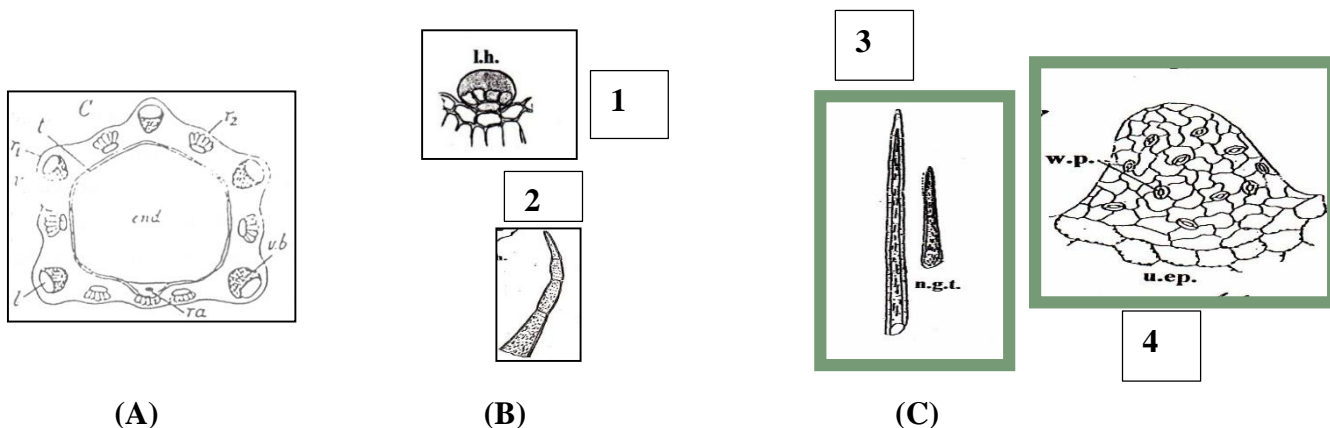 C
t
r2
r1
r
end
v.b
l
ra
(A)
l.h.
1
2
(B)
3
n.g.t.
w.p.
u.ep.
4
(C)